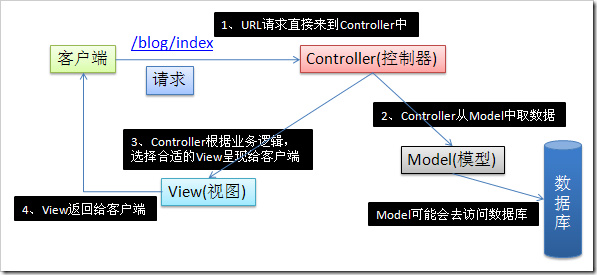 1、URL请求直接来到Controller中
/blog/index
客户端
Controller(控制器)
请求
2、Controller从Model中取数据
3、Controller根据业务逻辑，
选择合适的View呈现给客户端
Model(模型)
View(视图)
数据库
4、View返回给客户端
Model可能会去访问数据库